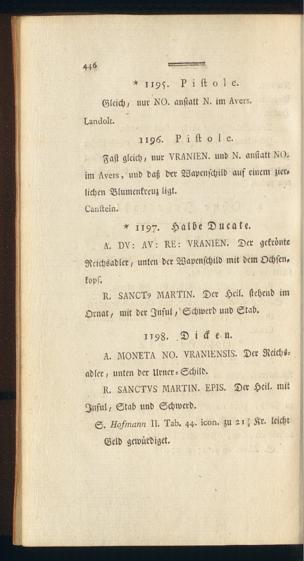 446
* 1195. Pistole.
Gleich, nur NO. anstatt N. im Avers.
Landolt.
1196. Pistole.
Fast gleich, nur VRANIEN. und N. anstatt NO.
im Avers, und daß der Wapenschild auf einem zier-
lichen Blumenkreuz ligt.
Canstein.
* 1197. Halbe Ducate.
A. DV: AV: RE: VRANIEN. Der gekrönte
Reichsadler, unten der Wapenschild mit dem Ochsen-
kopf.
R. SANCT9 MARTIN. Der Heil. stehend im
Ornat, mit der Inful, Schwerd und Stab.
1198. Dicken.
A. MONETA NO. VRANIENSIS. Der Reichs-
adler, unten der Urner-Schild.
R. SANCTVS MARTIN. EPIS. Der Heil. mit
Inful, Stab und Schwerd.
S. Hofmann II. Tab. 44. icon. zu Kr. leicht
Geld gewürdiget.